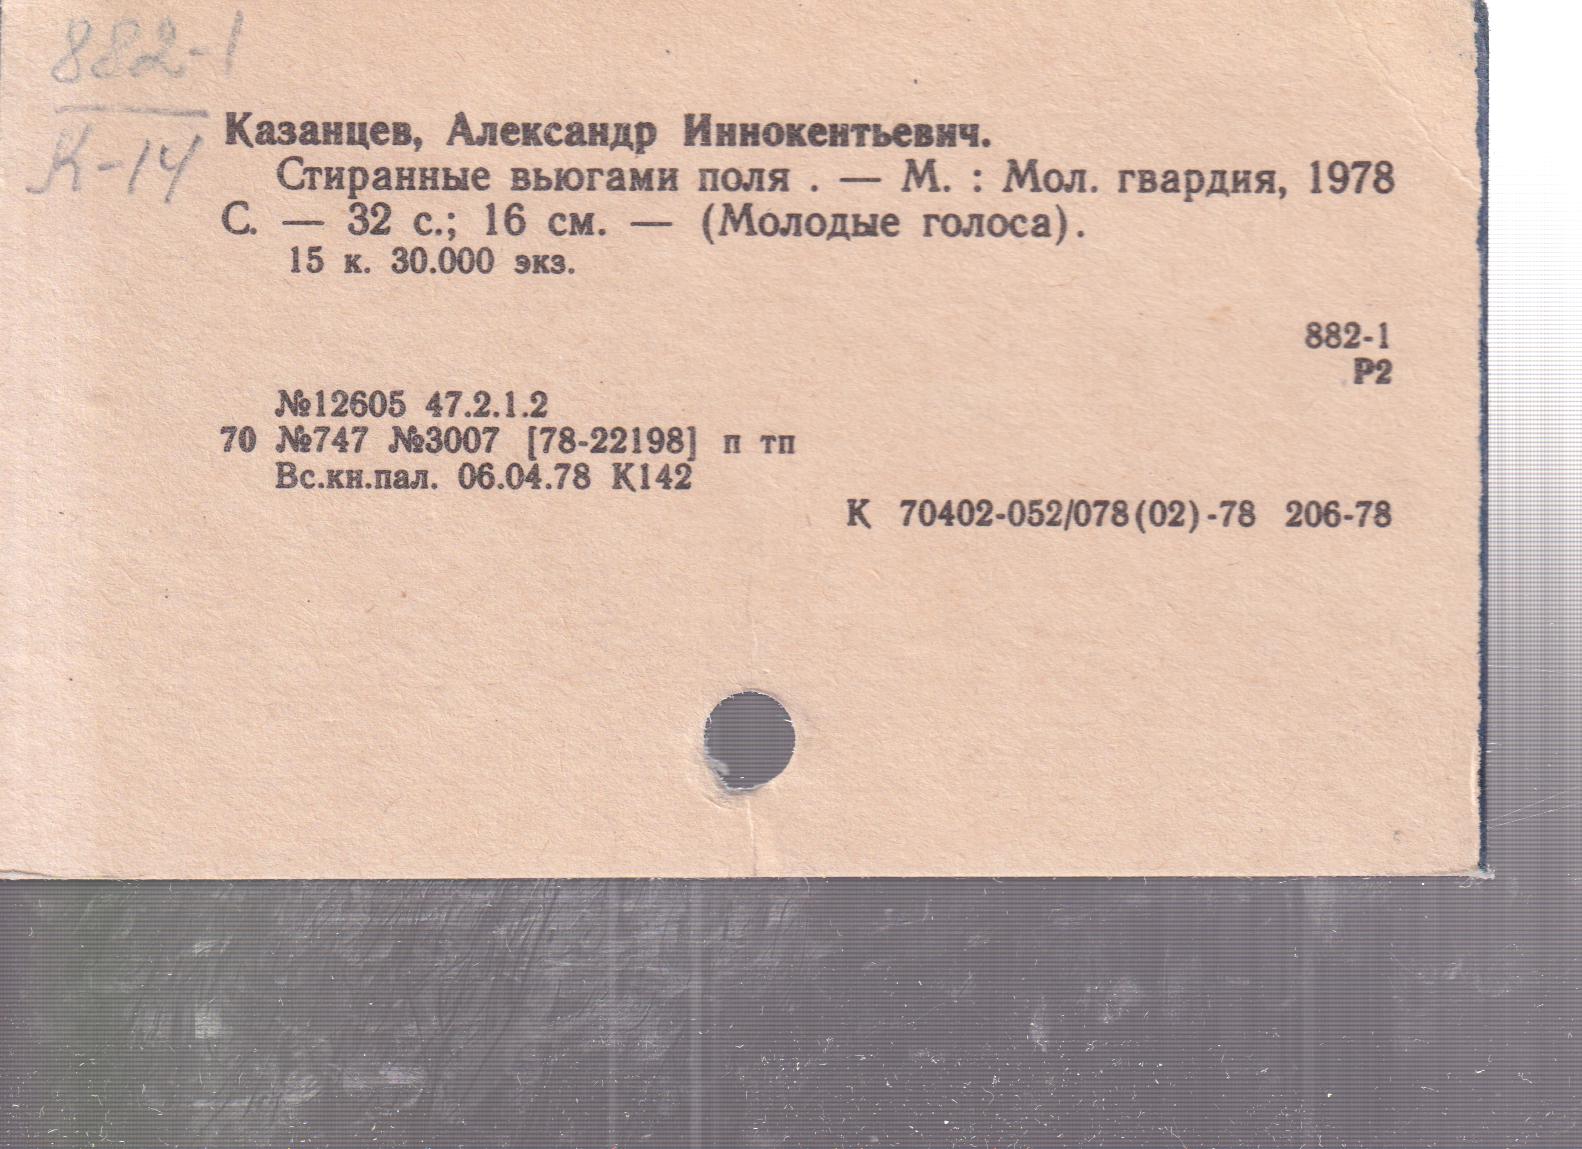 882-1
К-14
Казанцев, Александр Иннокентьевич.
Стиранные вьюгами поля . — М. : Мол. гвардия, 1978
С. — 32 с.; 16 см. — (Молодые голоса).
15 к. 30.000 экз.
882-1
Р2
№12605 47.2.1.2
70 №747 №3007 [78-22198] п тп
Вс.кн.пал. 06.04.78 К142
К 70402-052/078(02)-78 206-78